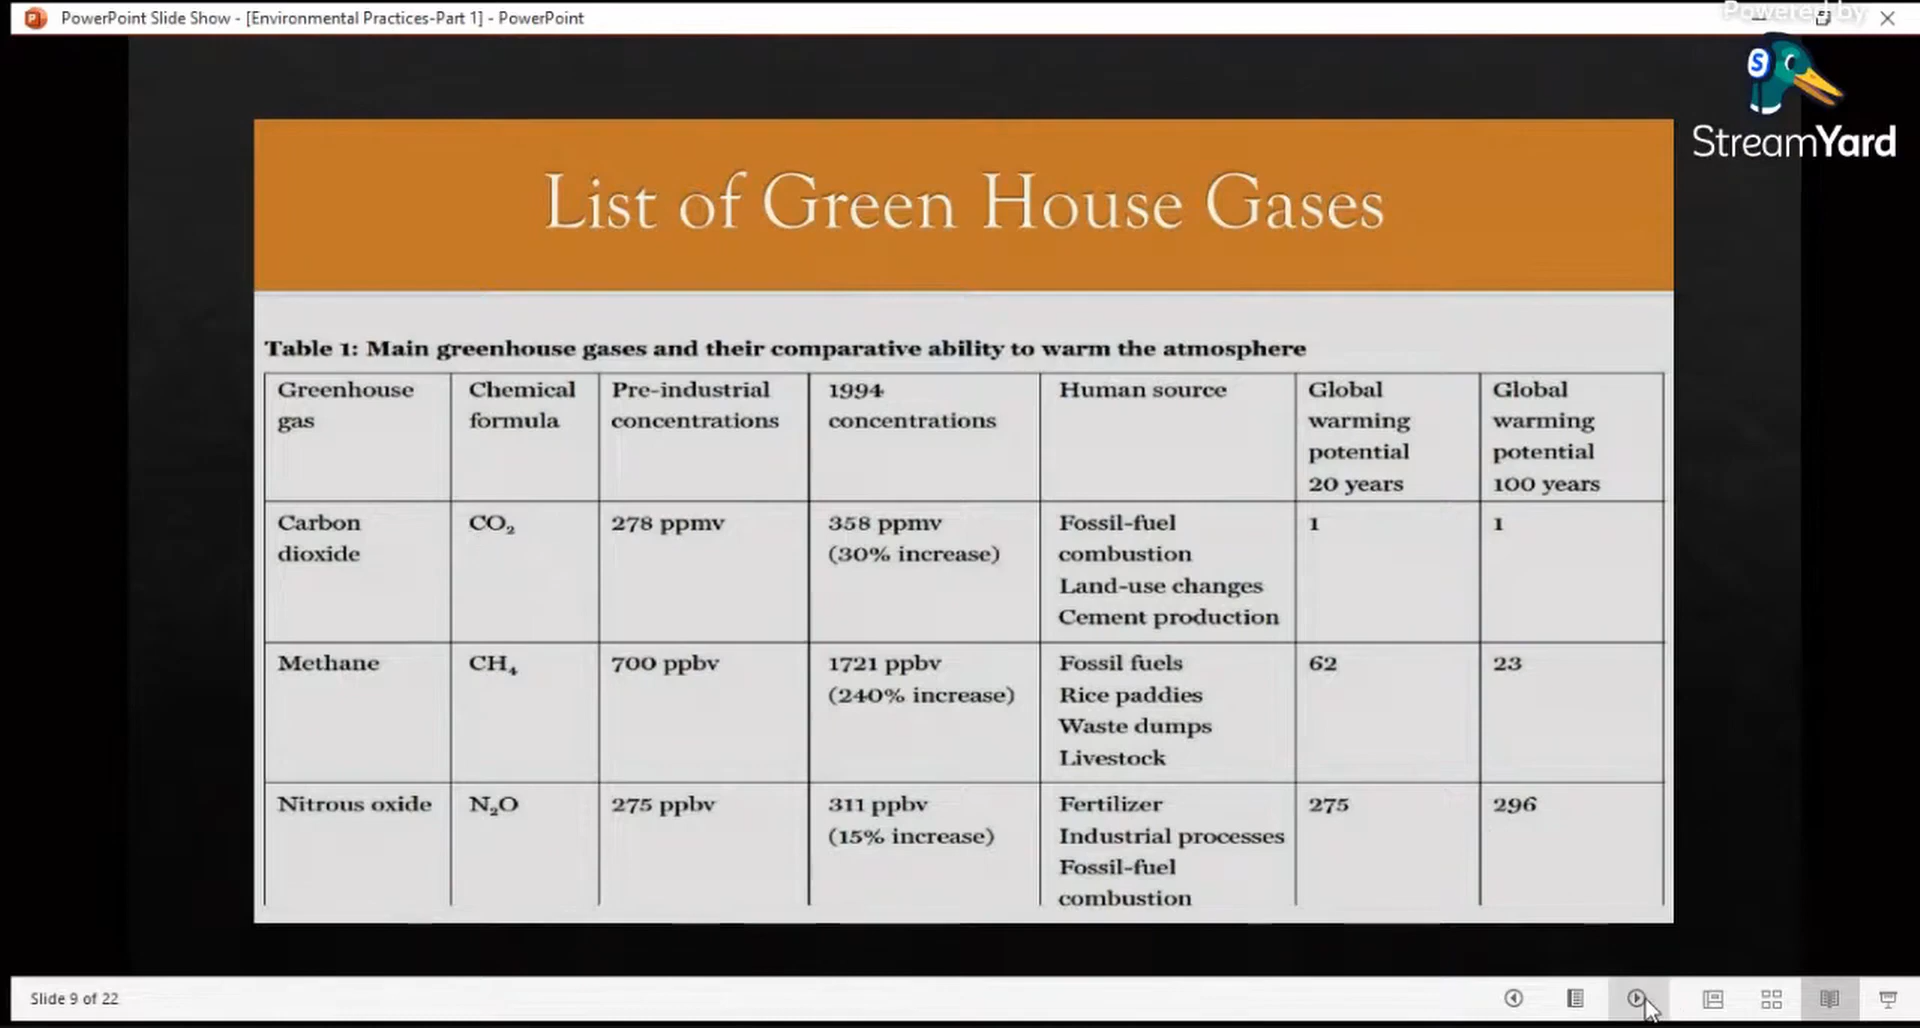 PowerPoint Slide Show - [Environmental Practices-Part 1] - PowerPoint
Powered by
S
StreamYard
List of Green House Gases
Table 1: Main greenhouse gases and their comparative ability to warm the atmosphere
Greenhouse gas
Chemical formula
Pre-industrial concentrations
1994 concentrations
Human source
Global warming potential 20 years
Global warming potential 100 years
Carbon dioxide
CO₂
278 ppmv
358 ppmv
(30% increase)
Fossil-fuel combustion
Land-use changes
Cement production
1
1
Methane
CH₄
700 ppbv
1721 ppbv
(240% increase)
Fossil fuels
Rice paddies
Waste dumps
Livestock
62
23
Nitrous oxide
N₂O
275 ppbv
311 ppbv
(15% increase)
Fertilizer
Industrial processes
Fossil-fuel combustion
275
296
Slide 9 of 22